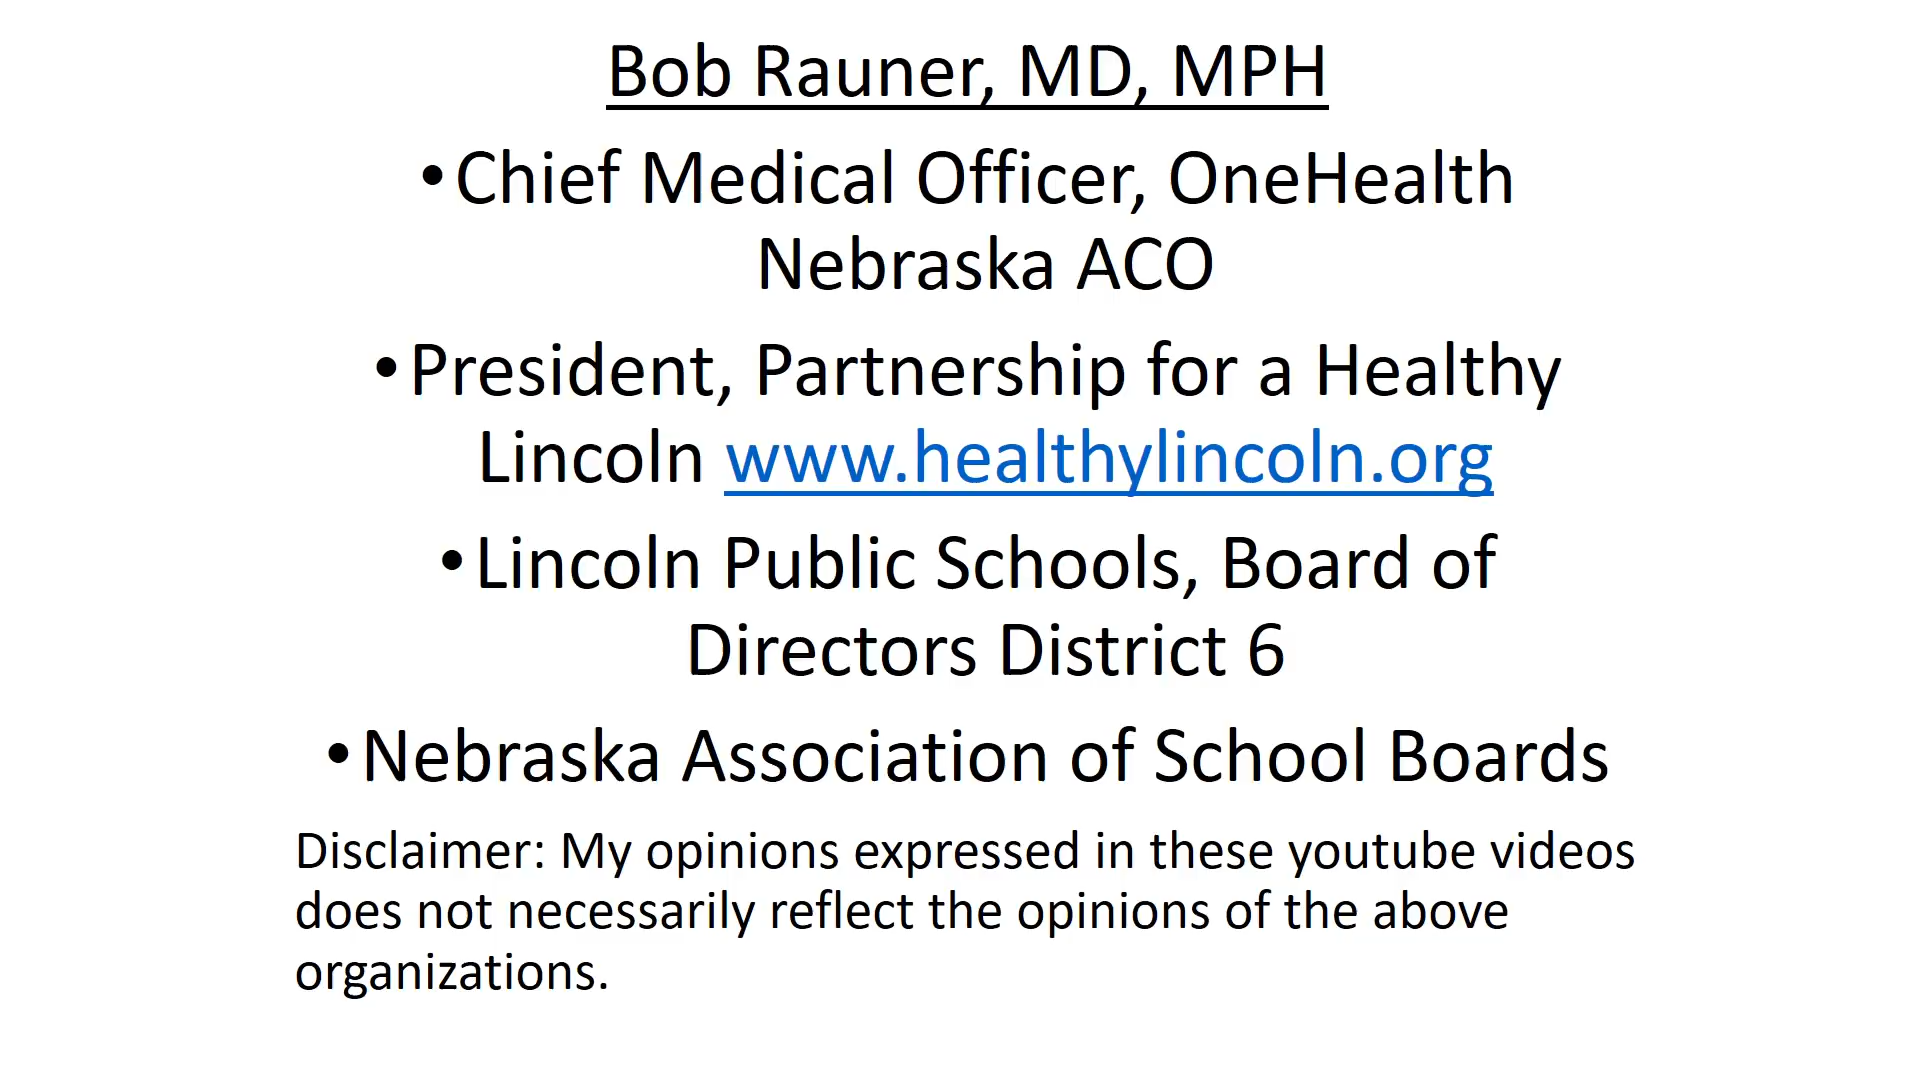 Bob Rauner, MD, MPH
•Chief Medical Officer, OneHealth
Nebraska ACO
•President, Partnership for a Healthy
Lincoln www.healthylincoln.org
•Lincoln Public Schools, Board of
Directors District 6
•Nebraska Association of School Boards
Disclaimer: My opinions expressed in these youtube videos
does not necessarily reflect the opinions of the above
organizations.